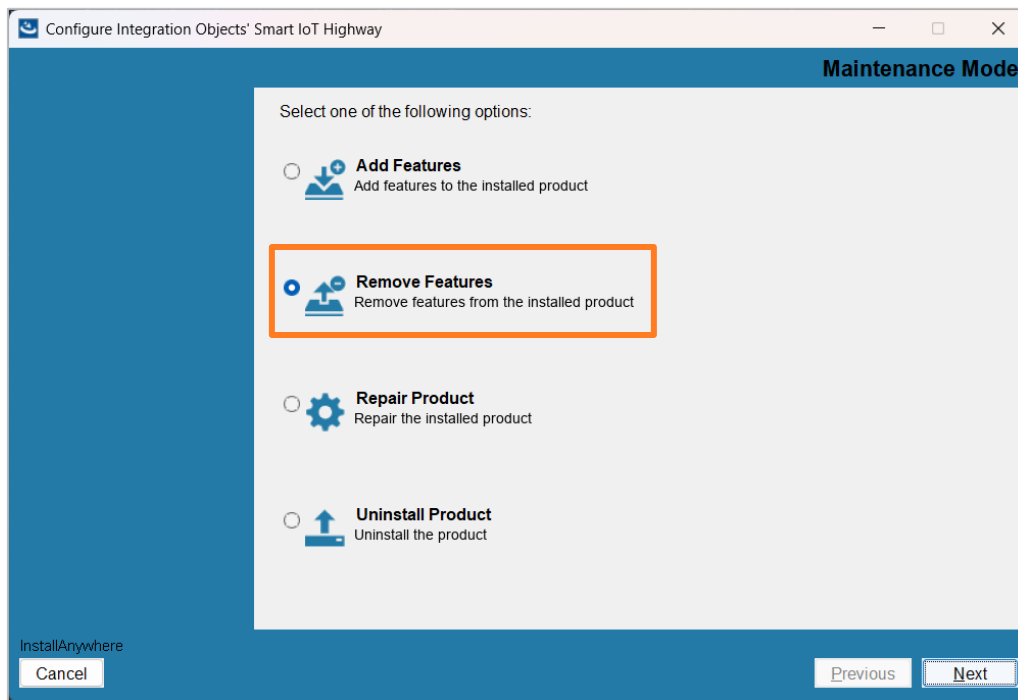 Configure Integration Objects' Smart IoT Highway
Maintenance Mode
Select one of the following options:
Add Features
Add features to the installed product
Remove Features
Remove features from the installed product
Repair Product
Repair the installed product
Uninstall Product
Uninstall the product
InstallAnywhere
Cancel
Previous
Next